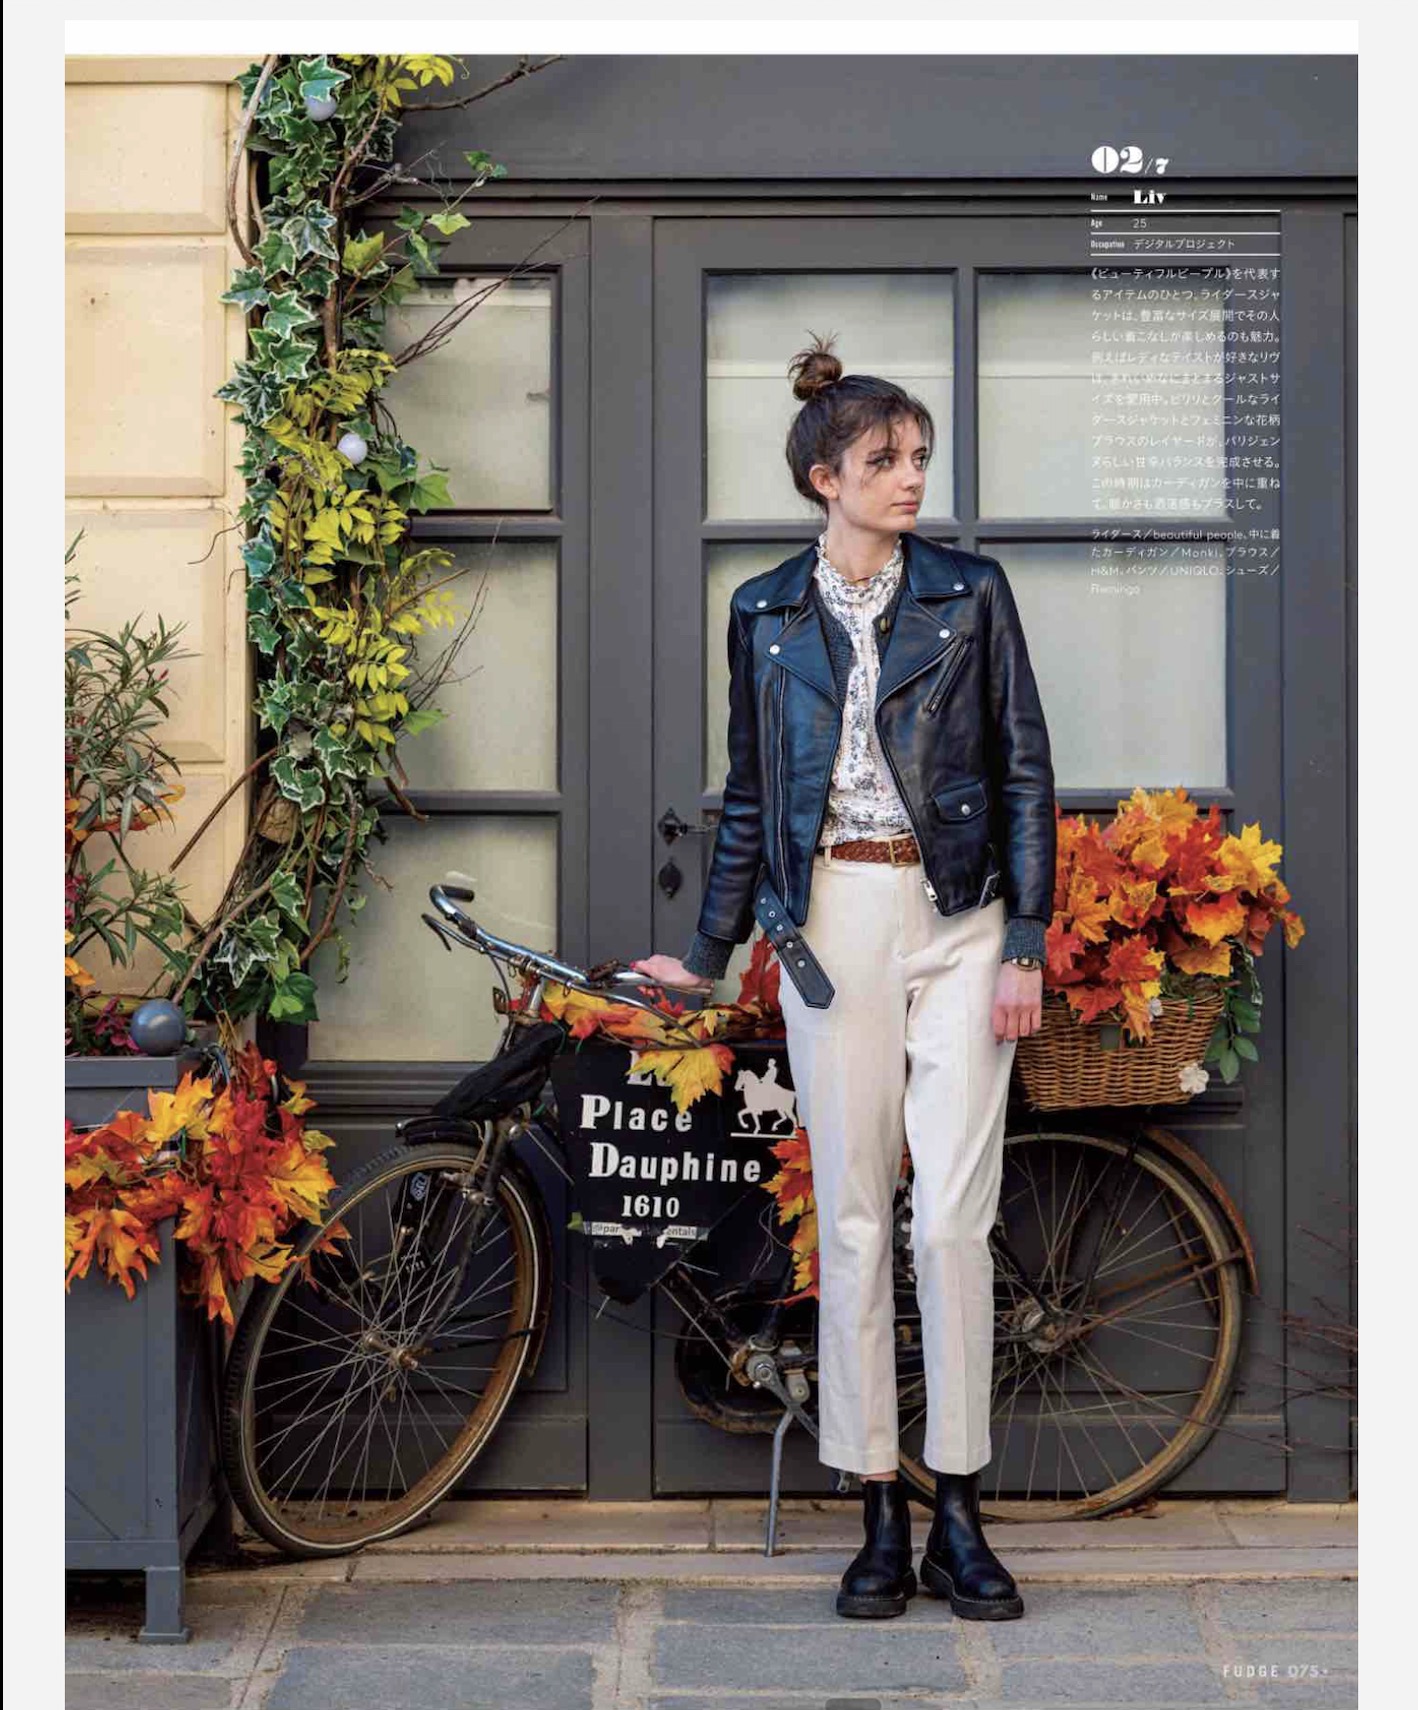 02/7
Name Liv
Age 25
Occupation デジタルプロジェクト
《ビューティフルピープル》を代表す
るアイテムのひとつ、ライダースジャ
ケットは、豊富なサイズ展開でその人
らしい着こなしが楽しめるのも魅力。
例えばレディなテイストが好きなリヴ
は、きれいめなにまとまるジャストサ
イズを愛用中。ピリリとクールなライ
ダースジャケットとフェミニンな花柄
ブラウスのレイヤードが、パリジェン
ヌらしい甘辛バランスを完成させる。
この時期はカーディガンを中に重ね
て、暖かさも洒落感もプラスして。
ライダース／beautiful people、中に着
たカーディガン／Monki、ブラウス／
H&M、パンツ／UNIQLO、シューズ／
Flamingo
Place
Dauphine
1610
FUDGE 075